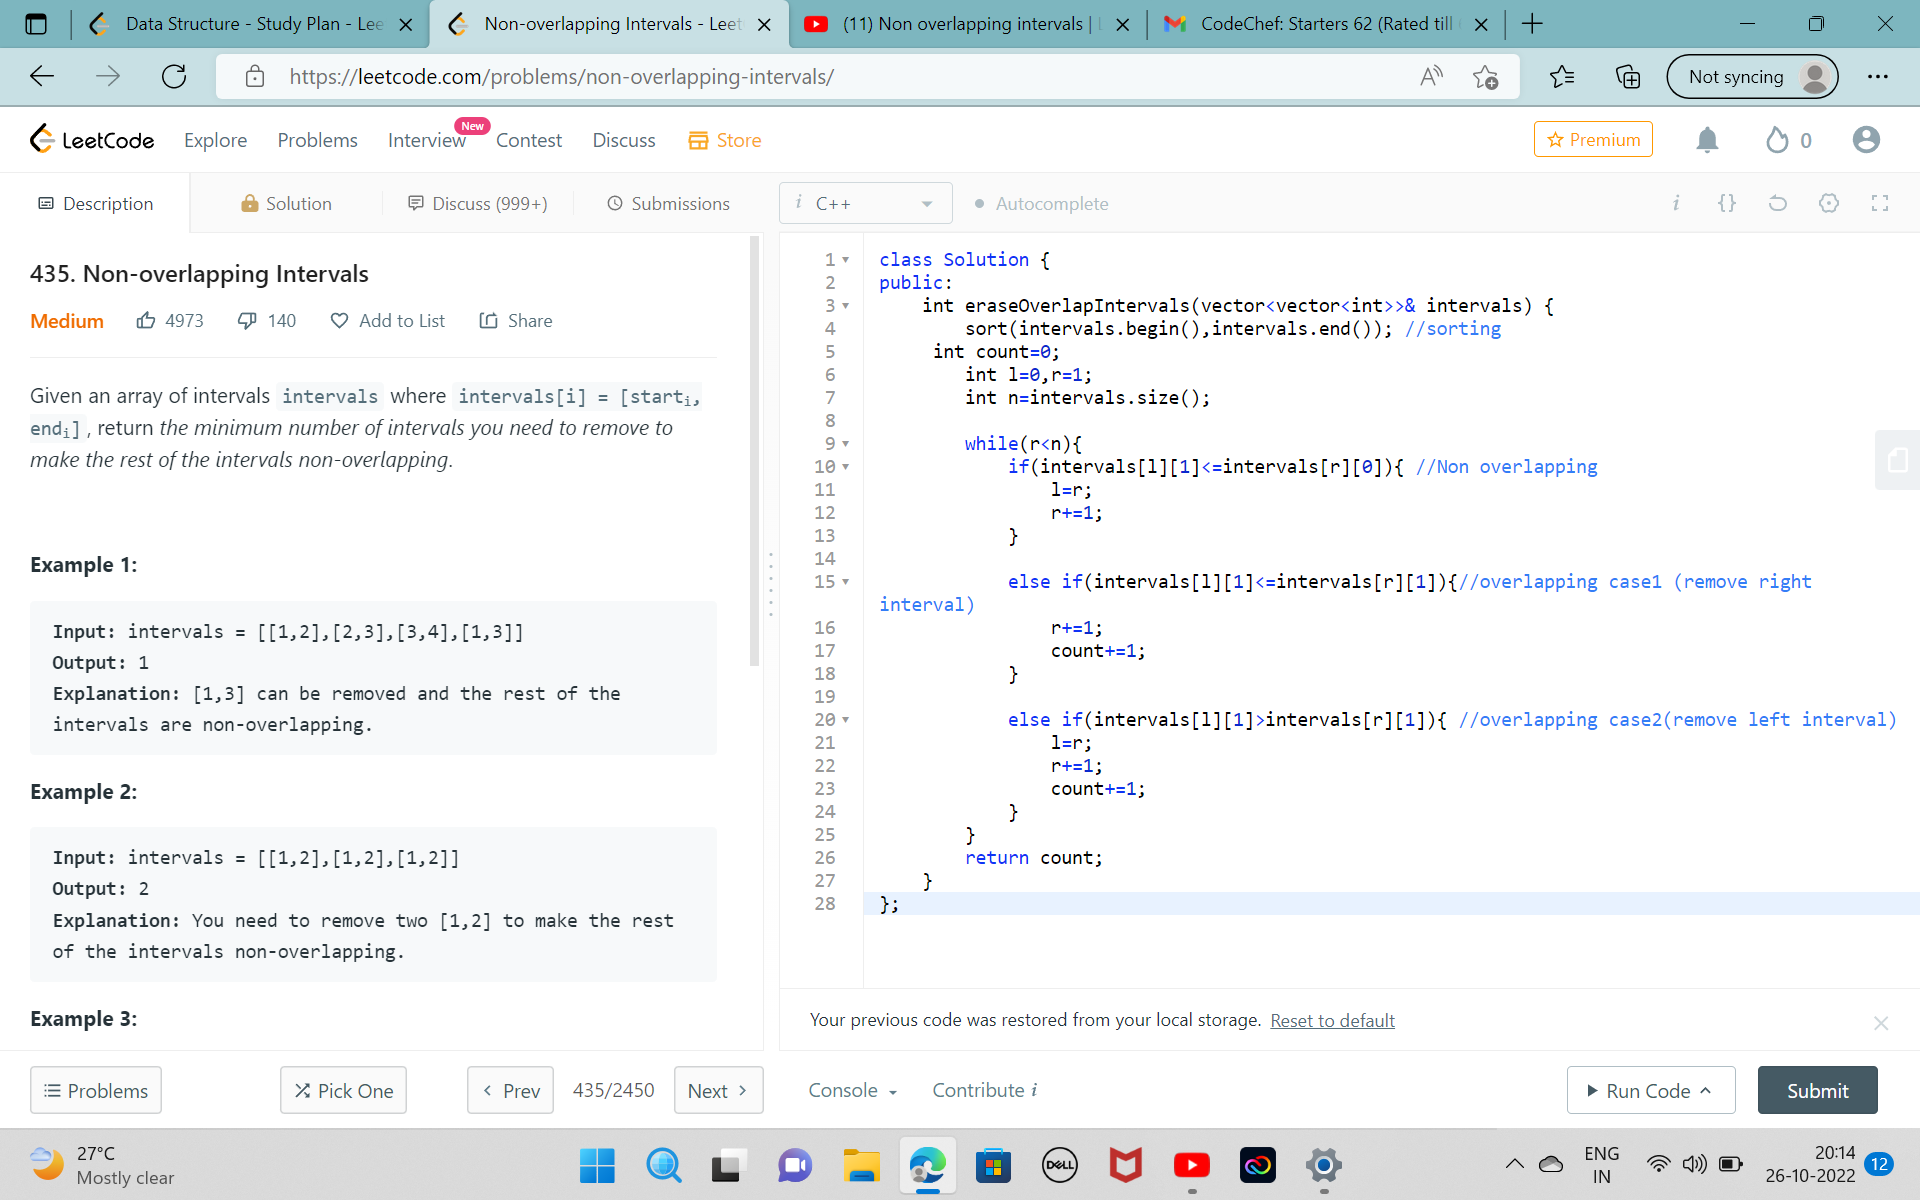 Data Structure - Study Plan - Lee
Non-overlapping Intervals - Leet
(11) Non overlapping intervals |
CodeChef: Starters 62 (Rated till
https://leetcode.com/problems/non-overlapping-intervals/
Not syncing
LeetCode Explore Problems Interview New Contest Discuss Store
Premium 0
Description Solution Discuss (999+) Submissions
i C++ Autocomplete i {}
435. Non-overlapping Intervals
Medium 4973 140 Add to List Share
Given an array of intervals intervals where intervals[i] = [starti,
endi], return the minimum number of intervals you need to remove to
make the rest of the intervals non-overlapping.
Example 1:
Input: intervals = [[1,2],[2,3],[3,4],[1,3]]
Output: 1
Explanation: [1,3] can be removed and the rest of the
intervals are non-overlapping.
Example 2:
Input: intervals = [[1,2],[1,2],[1,2]]
Output: 2
Explanation: You need to remove two [1,2] to make the rest
of the intervals non-overlapping.
Example 3:
1 class Solution {
2 public:
3 int eraseOverlapIntervals(vector<vector<int>>& intervals) {
4 sort(intervals.begin(),intervals.end()); //sorting
5 int count=0;
6 int l=0,r=1;
7 int n=intervals.size();
8
9 while(r<n){
10 if(intervals[l][1]<=intervals[r][0]){ //Non overlapping
11 l=r;
12 r+=1;
13 }
14
15 else if(intervals[l][1]<=intervals[r][1]){//overlapping case1 (remove right
interval)
16 r+=1;
17 count+=1;
18 }
19
20 else if(intervals[l][1]>intervals[r][1]){ //overlapping case2(remove left interval)
21 l=r;
22 r+=1;
23 count+=1;
24 }
25 }
26 return count;
27 }
28 };
Your previous code was restored from your local storage. Reset to default
Problems Pick One Prev 435/2450 Next Console Contribute i Run Code Submit
27°C
Mostly clear
DELL
ENG
IN
20:14
26-10-2022
12